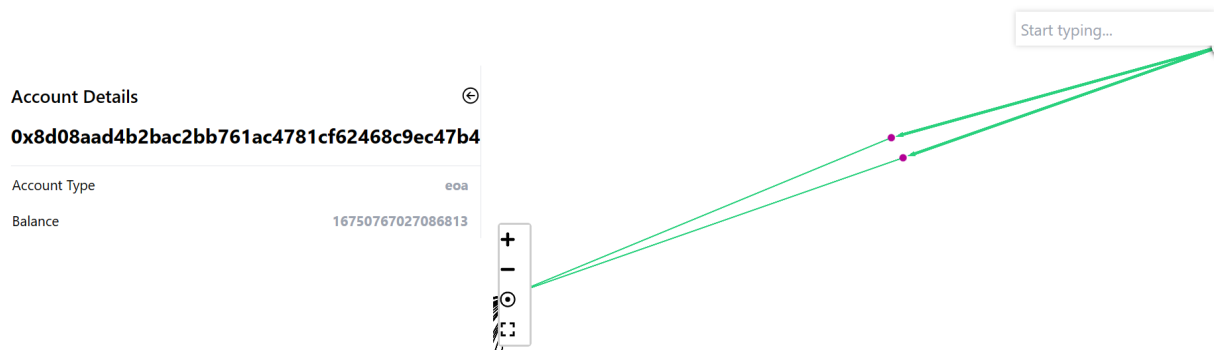 Start typing...
Account Details
0x8d08aad4b2bac2bb761ac4781cf62468c9ec47b4
Account Type eoa
Balance 16750767027086813